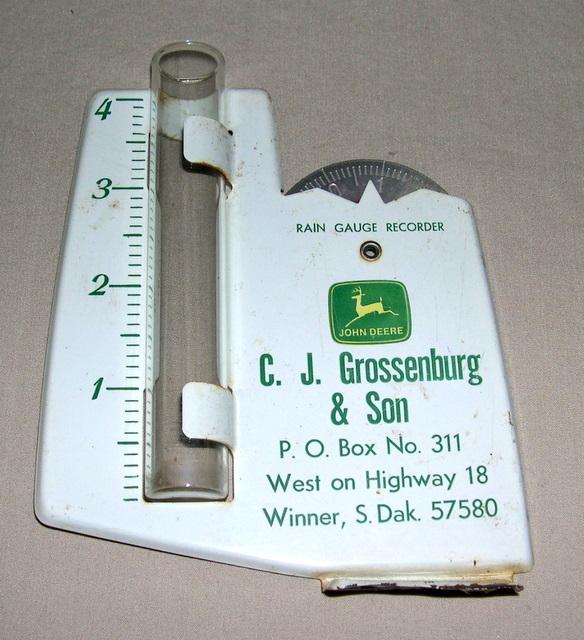 4
3
2
1
RAIN GAUGE RECORDER
JOHN DEERE
C. J. Grossenburg
& Son
P. O. Box No. 311
West on Highway 18
Winner, S. Dak. 57580